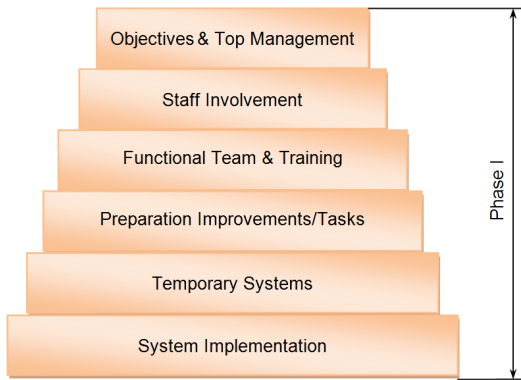 Objectives & Top Management
Staff Involvement
Functional Team & Training
Preparation Improvements/Tasks
Temporary Systems
System Implementation
Phase I